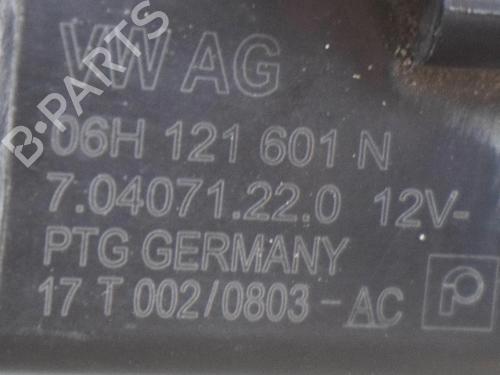 VW AG
B-PARTS
06H 121 601 N
7.04071.22.0 12V-
PTG GERMANY
17 T 002/0803-AC